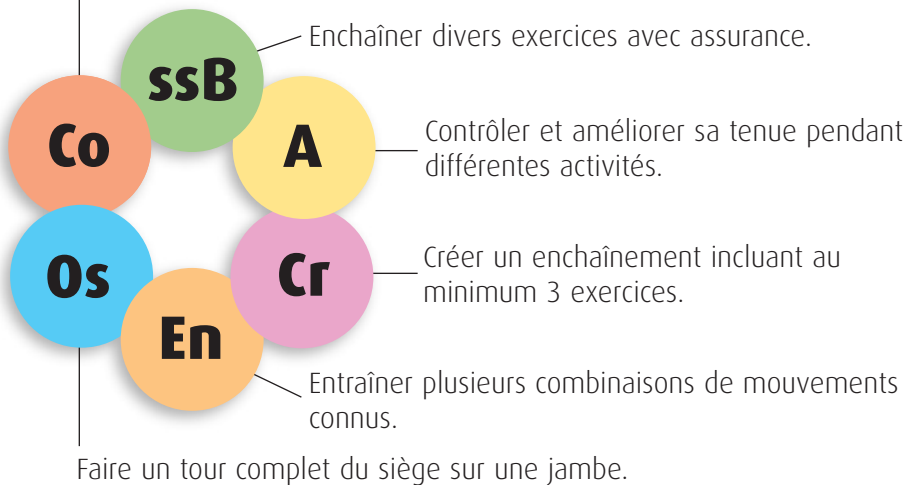 ssB
Enchaîner divers exercices avec assurance.
Co
A
Contrôler et améliorer sa tenue pendant
différentes activités.
Os
Cr
Créer un enchaînement incluant au
minimum 3 exercices.
En
Entraîner plusieurs combinaisons de mouvements
connus.
Faire un tour complet du siège sur une jambe.